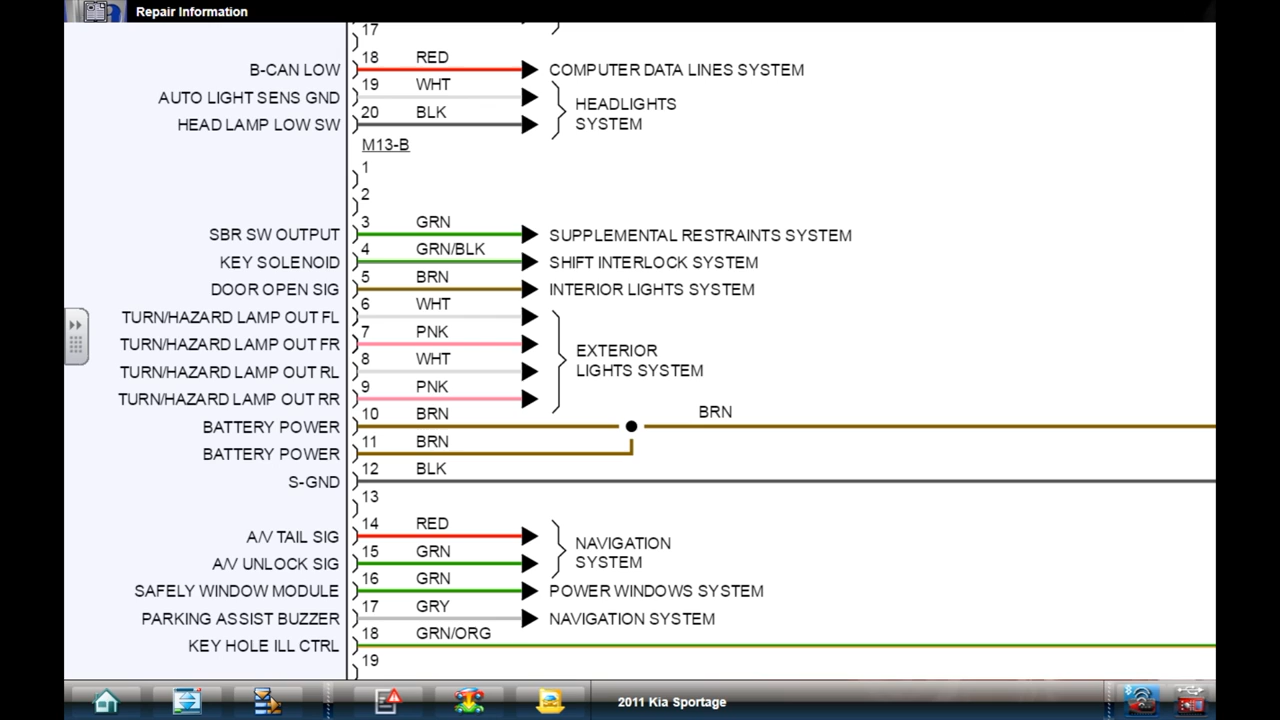 Repair Information
17
18 RED
B-CAN LOW COMPUTER DATA LINES SYSTEM
19 WHT
AUTO LIGHT SENS GND HEADLIGHTS
20 BLK
HEAD LAMP LOW SW SYSTEM
M13-B
1
2
3 GRN
SBR SW OUTPUT SUPPLEMENTAL RESTRAINTS SYSTEM
4 GRN/BLK
KEY SOLENOID SHIFT INTERLOCK SYSTEM
5 BRN
DOOR OPEN SIG INTERIOR LIGHTS SYSTEM
6 WHT
TURN/HAZARD LAMP OUT FL
7 PNK
TURN/HAZARD LAMP OUT FR EXTERIOR
8 WHT
TURN/HAZARD LAMP OUT RL LIGHTS SYSTEM
9 PNK
TURN/HAZARD LAMP OUT RR
10 BRN BRN
BATTERY POWER
11 BRN
BATTERY POWER
12 BLK
S-GND
13
14 RED
A/V TAIL SIG NAVIGATION
15 GRN
A/V UNLOCK SIG SYSTEM
16 GRN
SAFELY WINDOW MODULE POWER WINDOWS SYSTEM
17 GRY
PARKING ASSIST BUZZER NAVIGATION SYSTEM
18 GRN/ORG
KEY HOLE ILL CTRL
19
2011 Kia Sportage